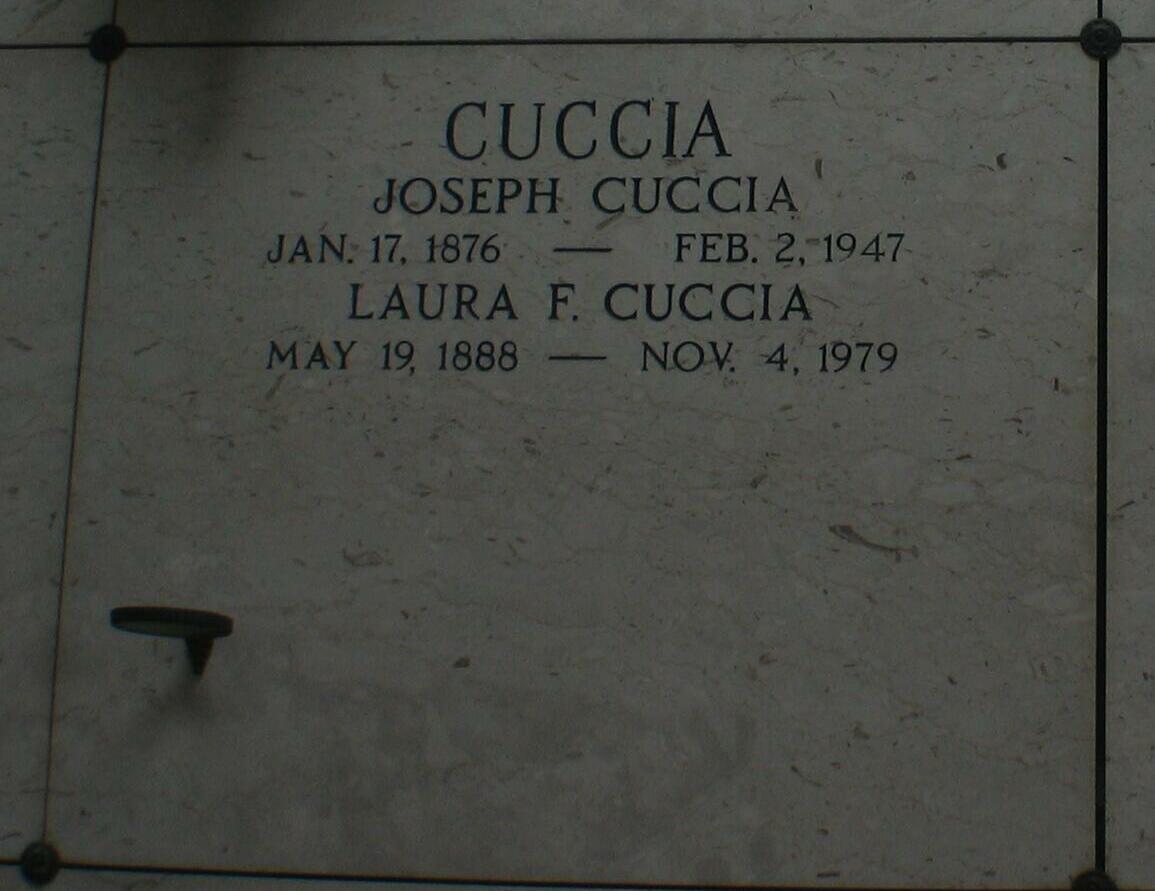 CUCCIA
JOSEPH CUCCIA
JAN. 17, 1876 — FEB. 2, 1947
LAURA F. CUCCIA
MAY 19, 1888 — NOV. 4, 1979